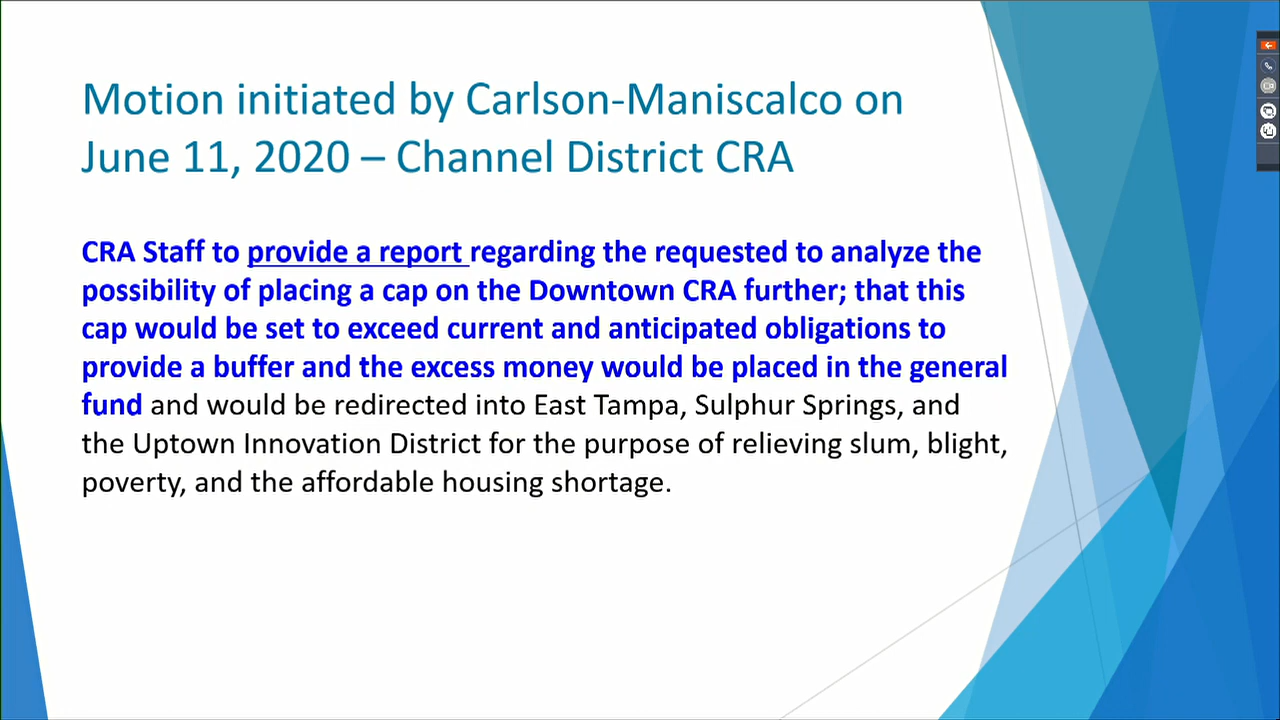 Motion initiated by Carlson-Maniscalco on
June 11, 2020 – Channel District CRA
CRA Staff to provide a report regarding the requested to analyze the
possibility of placing a cap on the Downtown CRA further; that this
cap would be set to exceed current and anticipated obligations to
provide a buffer and the excess money would be placed in the general
fund and would be redirected into East Tampa, Sulphur Springs, and
the Uptown Innovation District for the purpose of relieving slum, blight,
poverty, and the affordable housing shortage.